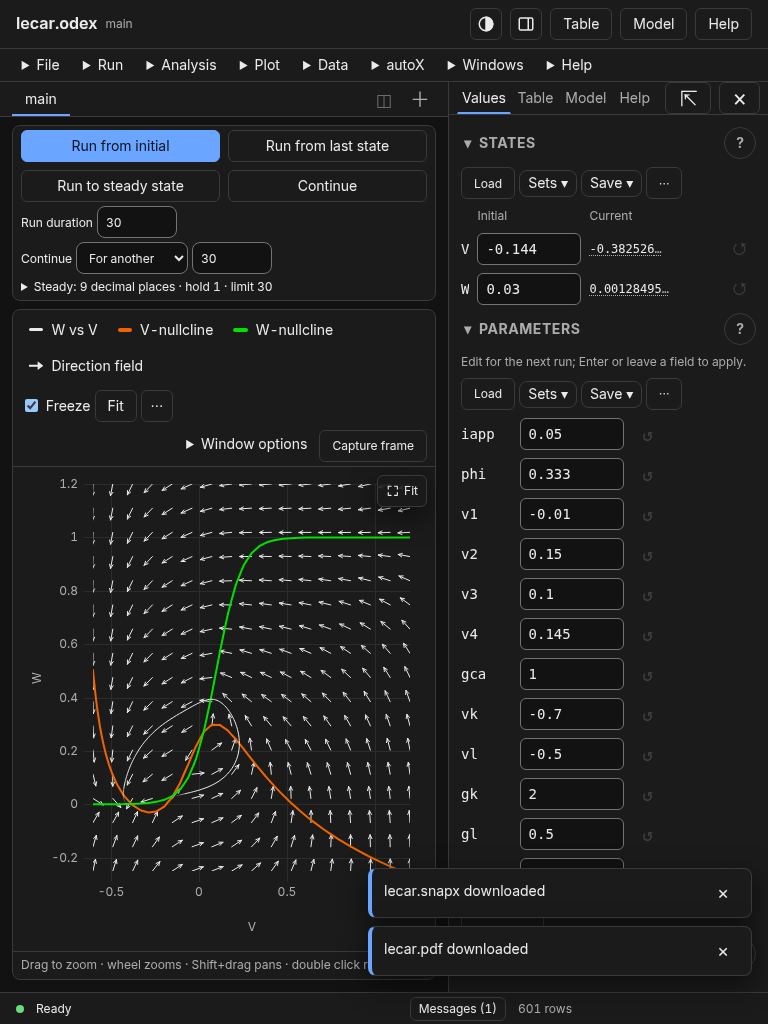 lecar.odex main Table Model Help
File Run Analysis Plot Data autoX Windows Help
main
Run from initial Run from last state
Run to steady state Continue
Run duration 30
Continue For another 30
Steady: 9 decimal places · hold 1 · limit 30
W vs V V-nullcline W-nullcline
Direction field
Freeze Fit ···
Window options Capture frame
Fit
1.2
1
0.8
0.6
0.4
0.2
0
-0.2
W
-0.5 0 0.5
V
Drag to zoom · wheel zooms · Shift+drag pans · double click
Values Table Model Help
STATES ?
Load Sets Save ···
Initial Current
V -0.144 -0.382526…
W 0.03 0.00128495…
PARAMETERS ?
Edit for the next run; Enter or leave a field to apply.
Load Sets Save ···
iapp 0.05
phi 0.333
v1 -0.01
v2 0.15
v3 0.1
v4 0.145
gca 1
vk -0.7
vl -0.5
gk 2
gl 0.5
lecar.snapx downloaded
lecar.pdf downloaded
Ready Messages (1) 601 rows